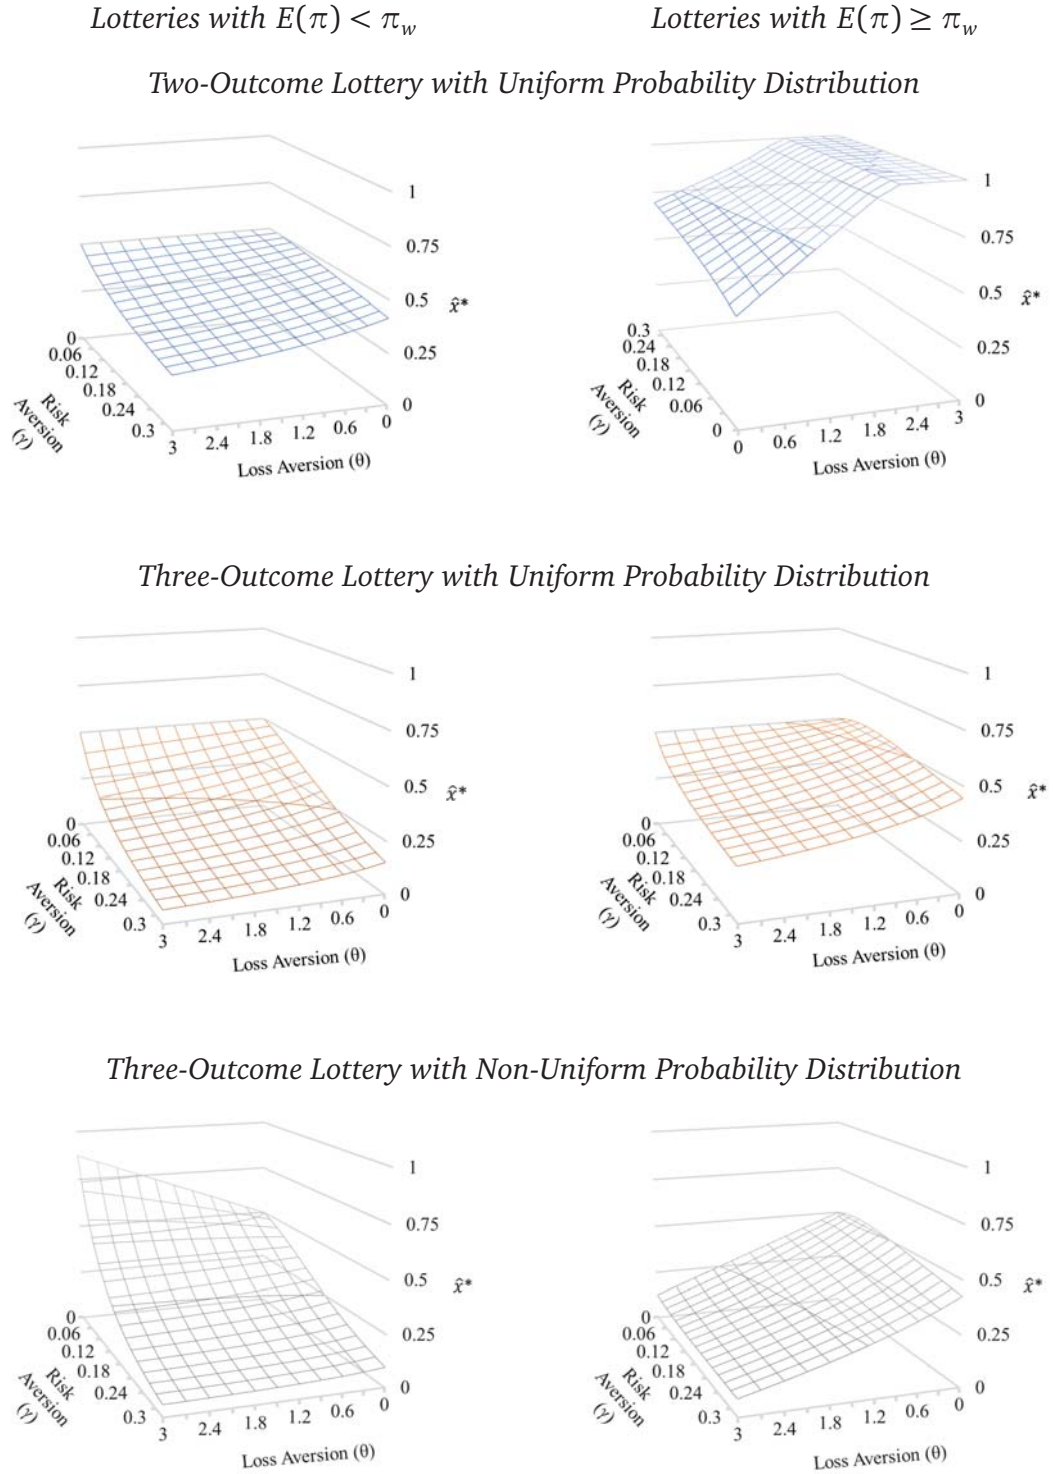 Lotteries with E(π) < π_w
Lotteries with E(π) ≥ π_w
Two-Outcome Lottery with Uniform Probability Distribution
1
0.75
0.5 x̂*
0.25
0
0
0.06
0.12
0.18
0.24
0.3
Risk
Aversion
(γ)
3 2.4 1.8 1.2 0.6 0
Loss Aversion (θ)
1
0.75
0.5 x̂*
0.25
0
0.3
0.24
0.18
0.12
0.06
0
Risk
Aversion
(γ)
0 0.6 1.2 1.8 2.4 3
Loss Aversion (θ)
Three-Outcome Lottery with Uniform Probability Distribution
1
0.75
0.5 x̂*
0.25
0
0
0.06
0.12
0.18
0.24
0.3
Risk
Aversion
(γ)
3 2.4 1.8 1.2 0.6 0
Loss Aversion (θ)
1
0.75
0.5 x̂*
0.25
0
0
0.06
0.12
0.18
0.24
0.3
Risk
Aversion
(γ)
3 2.4 1.8 1.2 0.6 0
Loss Aversion (θ)
Three-Outcome Lottery with Non-Uniform Probability Distribution
1
0.75
0.5 x̂*
0.25
0
0
0.06
0.12
0.18
0.24
0.3
Risk
Aversion
(γ)
3 2.4 1.8 1.2 0.6 0
Loss Aversion (θ)
1
0.75
0.5 x̂*
0.25
0
0
0.06
0.12
0.18
0.24
0.3
Risk
Aversion
(γ)
3 2.4 1.8 1.2 0.6 0
Loss Aversion (θ)